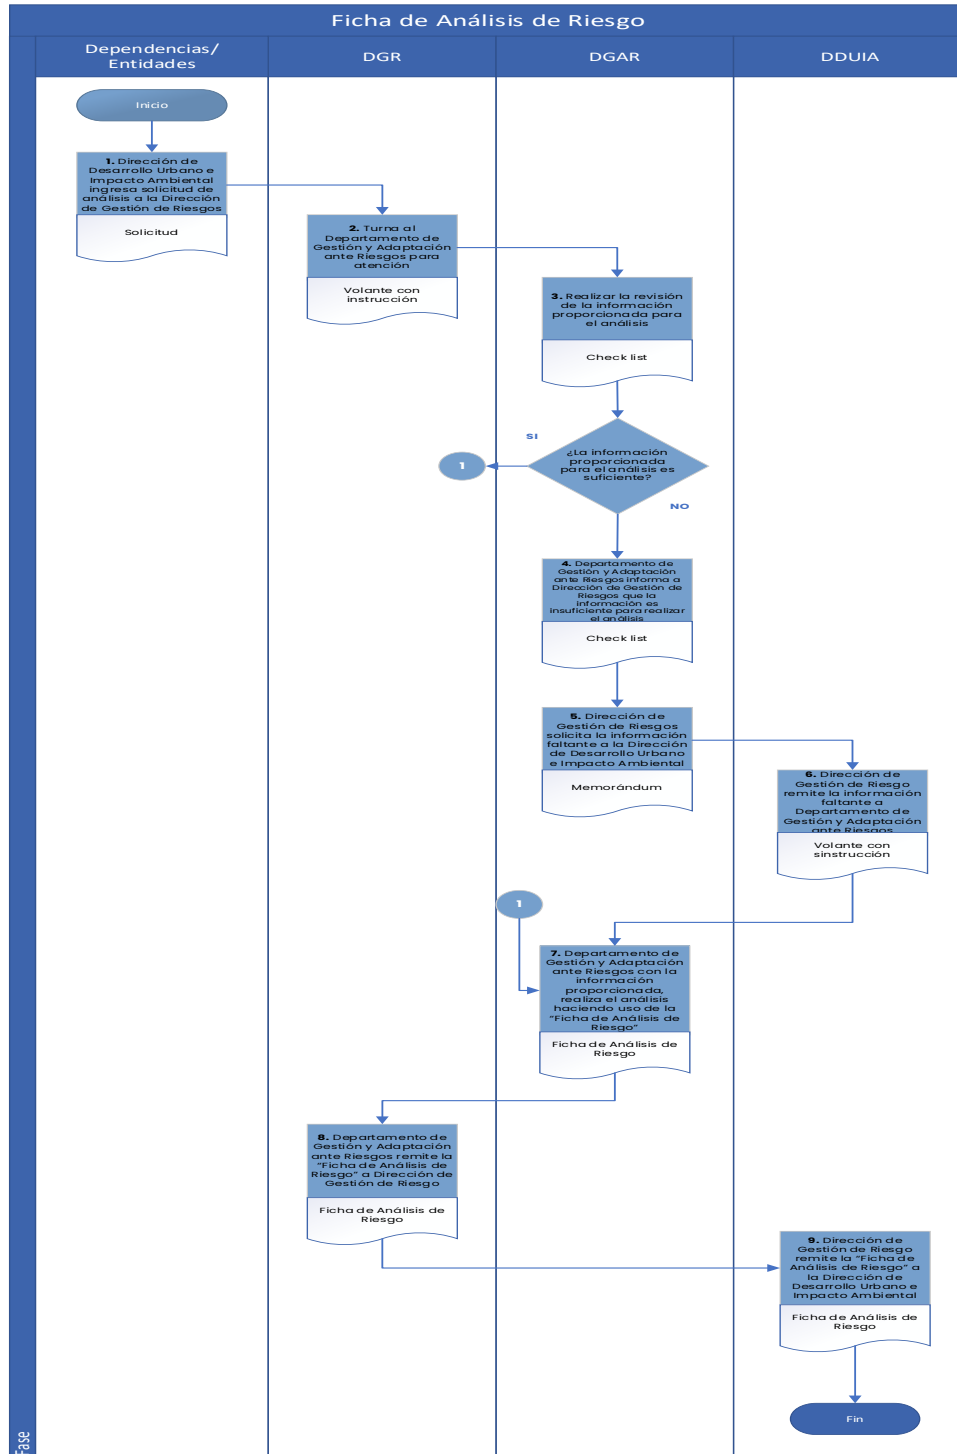 Ficha de Análisis de Riesgo
Dependencias/
Entidades
DGR
DGAR
DDUIA
Inicio
1. Dirección de
Desarrollo Urbano e
Impacto Ambiental
ingresa solicitud de
análisis a la Dirección
de Gestión de Riesgos
Solicitud
2. Turna al
Departamento de
Gestión y Adaptación
ante Riesgos para
atención
Volante con
instrucción
3. Realizar la revisión
de la información
proporcionada para
el análisis
Check list
SI
1
¿La información
proporcionada
para el análisis es
suficiente?
NO
4. Departamento de
Gestión y Adaptación
ante Riesgos informa a
Dirección de Gestión de
Riesgos que la
información es
insuficiente para realizar
el análisis
Check list
5. Dirección de
Gestión de Riesgos
solicita la información
faltante a la Dirección
de Desarrollo Urbano
e Impacto Ambiental
Memorándum
6. Dirección de
Gestión de Riesgo
remite la información
faltante a
Departamento de
Gestión y Adaptación
ante Riesgos
Volante con
sinstrucción
1
7. Departamento de
Gestión y Adaptación
ante Riesgos con la
información
proporcionada,
realiza el análisis
haciendo uso de la
"Ficha de Análisis de
Riesgo"
Ficha de Análisis de
Riesgo
8. Departamento de
Gestión y Adaptación
ante Riesgos remite la
"Ficha de Análisis de
Riesgo" a Dirección de
Gestión de Riesgo
Ficha de Análisis de
Riesgo
9. Dirección de
Gestión de Riesgo
remite la "Ficha de
Análisis de Riesgo" a
la Dirección de
Desarrollo Urbano e
Impacto Ambiental
Ficha de Análisis de
Riesgo
Fin
Fase